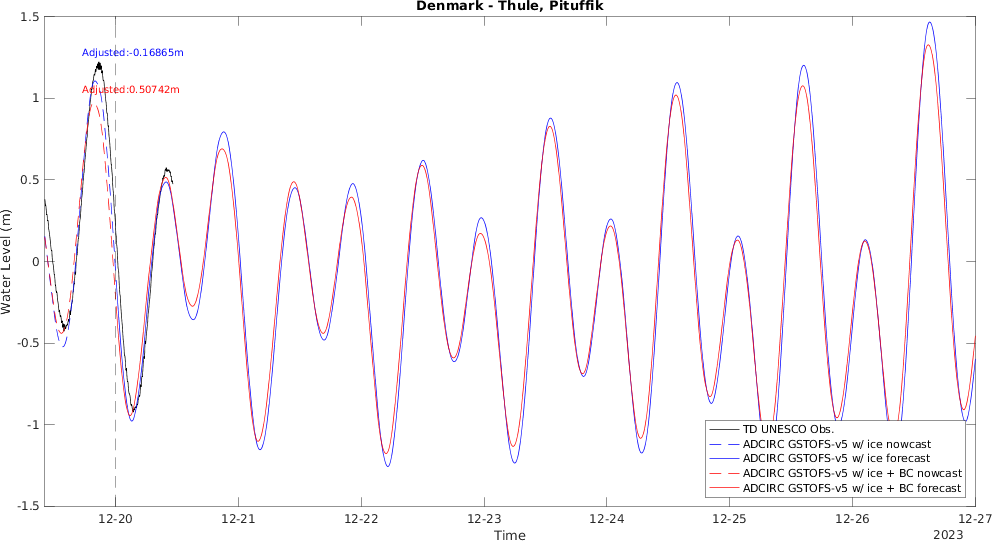 Denmark - Thule, Pituffik
Adjusted:-0.16865m
Adjusted:0.50742m
Water Level (m)
1.5
1
0.5
0
-0.5
-1
-1.5
TD UNESCO Obs.
ADCIRC GSTOFS-v5 w/ ice nowcast
ADCIRC GSTOFS-v5 w/ ice forecast
ADCIRC GSTOFS-v5 w/ ice + BC nowcast
ADCIRC GSTOFS-v5 w/ ice + BC forecast
12-20 12-21 12-22 12-23 12-24 12-25 12-26 12-27
Time
2023